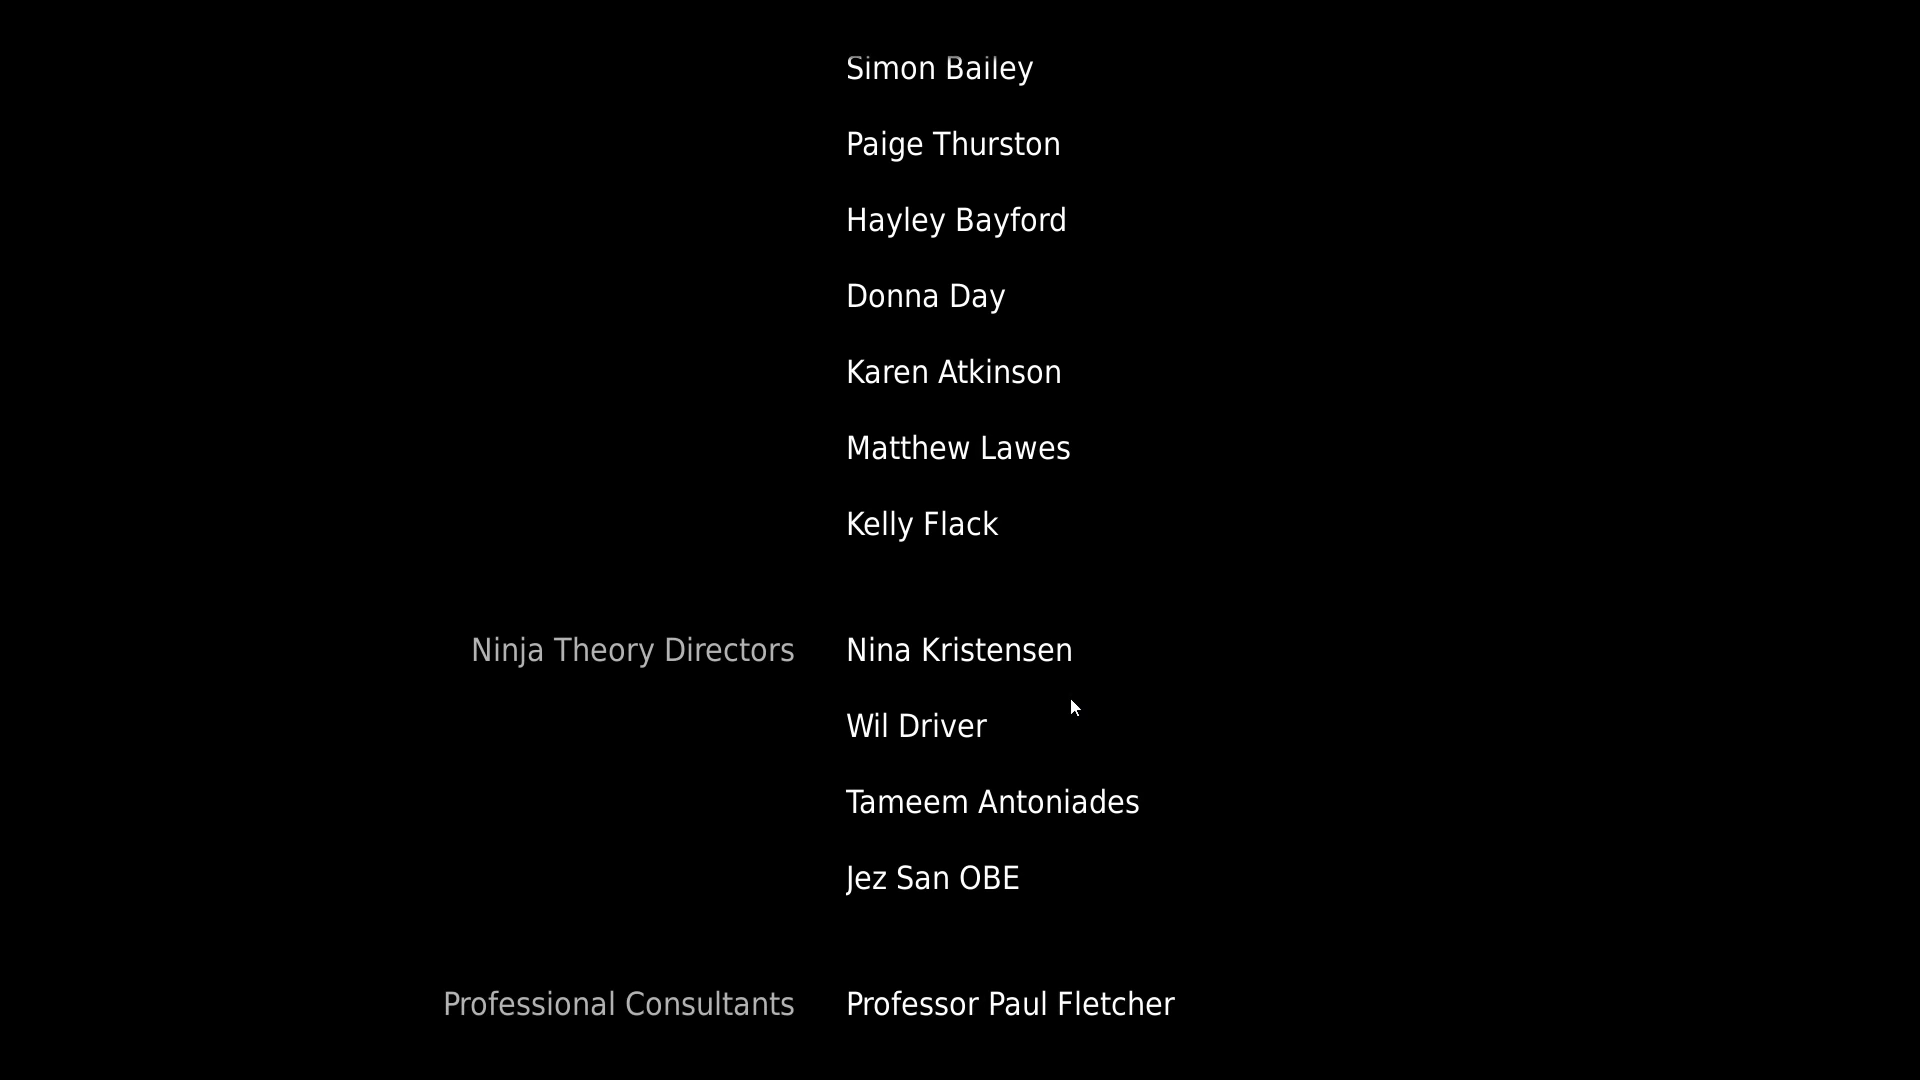 Simon Bailey
Paige Thurston
Hayley Bayford
Donna Day
Karen Atkinson
Matthew Lawes
Kelly Flack
Ninja Theory Directors Nina Kristensen
Wil Driver
Tameem Antoniades
Jez San OBE
Professional Consultants Professor Paul Fletcher